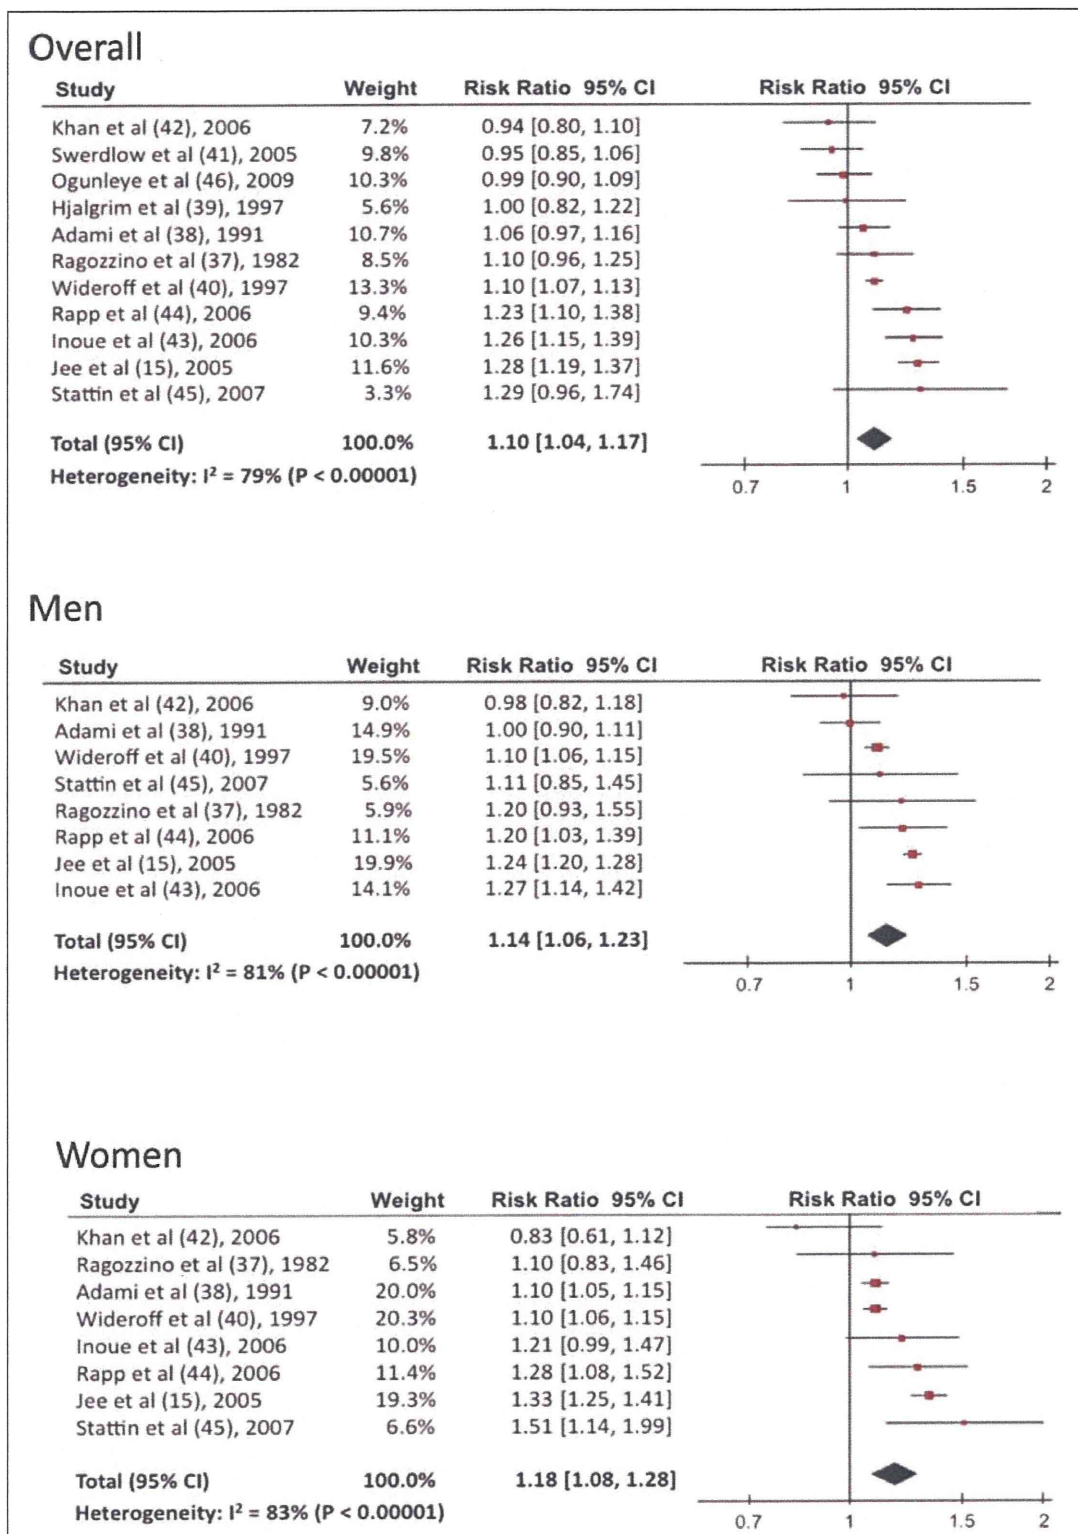 Overall
Study Weight Risk Ratio 95% CI Risk Ratio 95% CI
Khan et al (42), 2006 7.2% 0.94 [0.80, 1.10]
Swerdlow et al (41), 2005 9.8% 0.95 [0.85, 1.06]
Ogunleye et al (46), 2009 10.3% 0.99 [0.90, 1.09]
Hjalgrim et al (39), 1997 5.6% 1.00 [0.82, 1.22]
Adami et al (38), 1991 10.7% 1.06 [0.97, 1.16]
Ragozzino et al (37), 1982 8.5% 1.10 [0.96, 1.25]
Wideroff et al (40), 1997 13.3% 1.10 [1.07, 1.13]
Rapp et al (44), 2006 9.4% 1.23 [1.10, 1.38]
Inoue et al (43), 2006 10.3% 1.26 [1.15, 1.39]
Jee et al (15), 2005 11.6% 1.28 [1.19, 1.37]
Stattin et al (45), 2007 3.3% 1.29 [0.96, 1.74]
Total (95% CI) 100.0% 1.10 [1.04, 1.17]
Heterogeneity: I² = 79% (P < 0.00001)
0.7 1 1.5 2
Men
Study Weight Risk Ratio 95% CI Risk Ratio 95% CI
Khan et al (42), 2006 9.0% 0.98 [0.82, 1.18]
Adami et al (38), 1991 14.9% 1.00 [0.90, 1.11]
Wideroff et al (40), 1997 19.5% 1.10 [1.06, 1.15]
Stattin et al (45), 2007 5.6% 1.11 [0.85, 1.45]
Ragozzino et al (37), 1982 5.9% 1.20 [0.93, 1.55]
Rapp et al (44), 2006 11.1% 1.20 [1.03, 1.39]
Jee et al (15), 2005 19.9% 1.24 [1.20, 1.28]
Inoue et al (43), 2006 14.1% 1.27 [1.14, 1.42]
Total (95% CI) 100.0% 1.14 [1.06, 1.23]
Heterogeneity: I² = 81% (P < 0.00001)
0.7 1 1.5 2
Women
Study Weight Risk Ratio 95% CI Risk Ratio 95% CI
Khan et al (42), 2006 5.8% 0.83 [0.61, 1.12]
Ragozzino et al (37), 1982 6.5% 1.10 [0.83, 1.46]
Adami et al (38), 1991 20.0% 1.10 [1.05, 1.15]
Wideroff et al (40), 1997 20.3% 1.10 [1.06, 1.15]
Inoue et al (43), 2006 10.0% 1.21 [0.99, 1.47]
Rapp et al (44), 2006 11.4% 1.28 [1.08, 1.52]
Jee et al (15), 2005 19.3% 1.33 [1.25, 1.41]
Stattin et al (45), 2007 6.6% 1.51 [1.14, 1.99]
Total (95% CI) 100.0% 1.18 [1.08, 1.28]
Heterogeneity: I² = 83% (P < 0.00001)
0.7 1 1.5 2